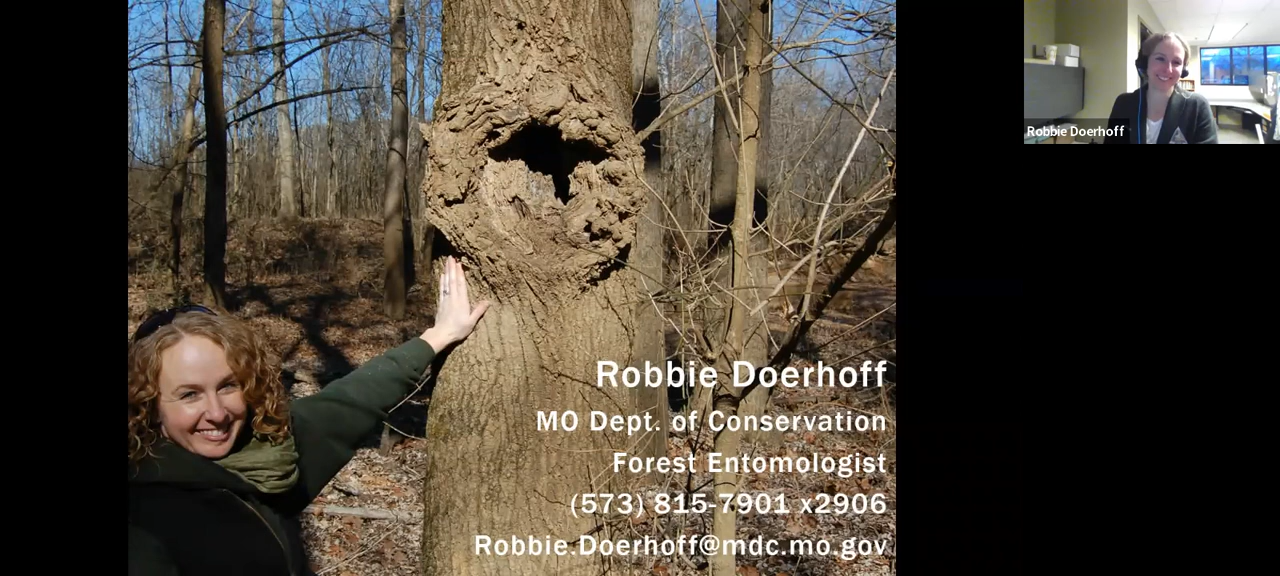 Robbie Doerhoff
MO Dept. of Conservation
Forest Entomologist
(573) 815-7901 x2906
Robbie.Doerhoff@mdc.mo.gov
Robbie Doerhoff